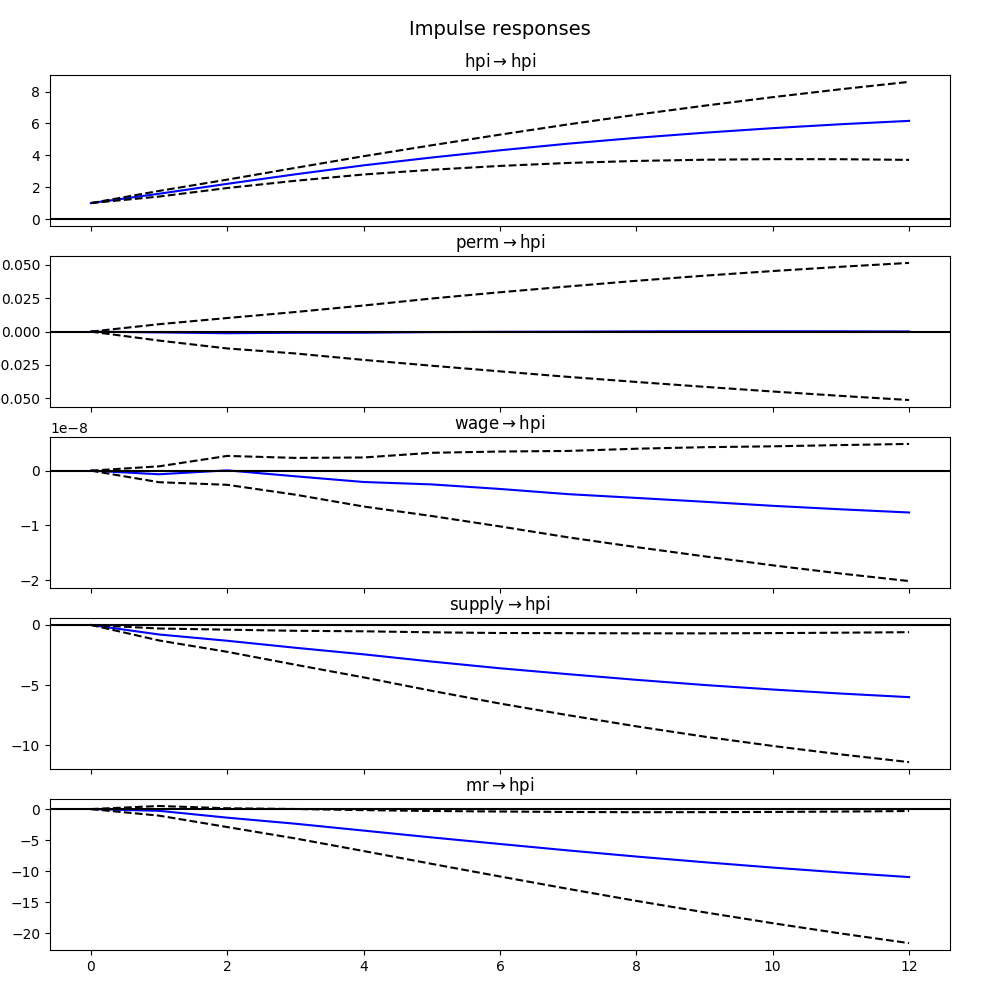 Impulse responses
hpi → hpi
8
6
4
2
0
perm → hpi
0.050
0.025
0.000
0.025
0.050
wage → hpi
1e−8
0
−1
−2
supply → hpi
0
−5
−10
mr → hpi
0
−5
−10
−15
−20
0 2 4 6 8 10 12